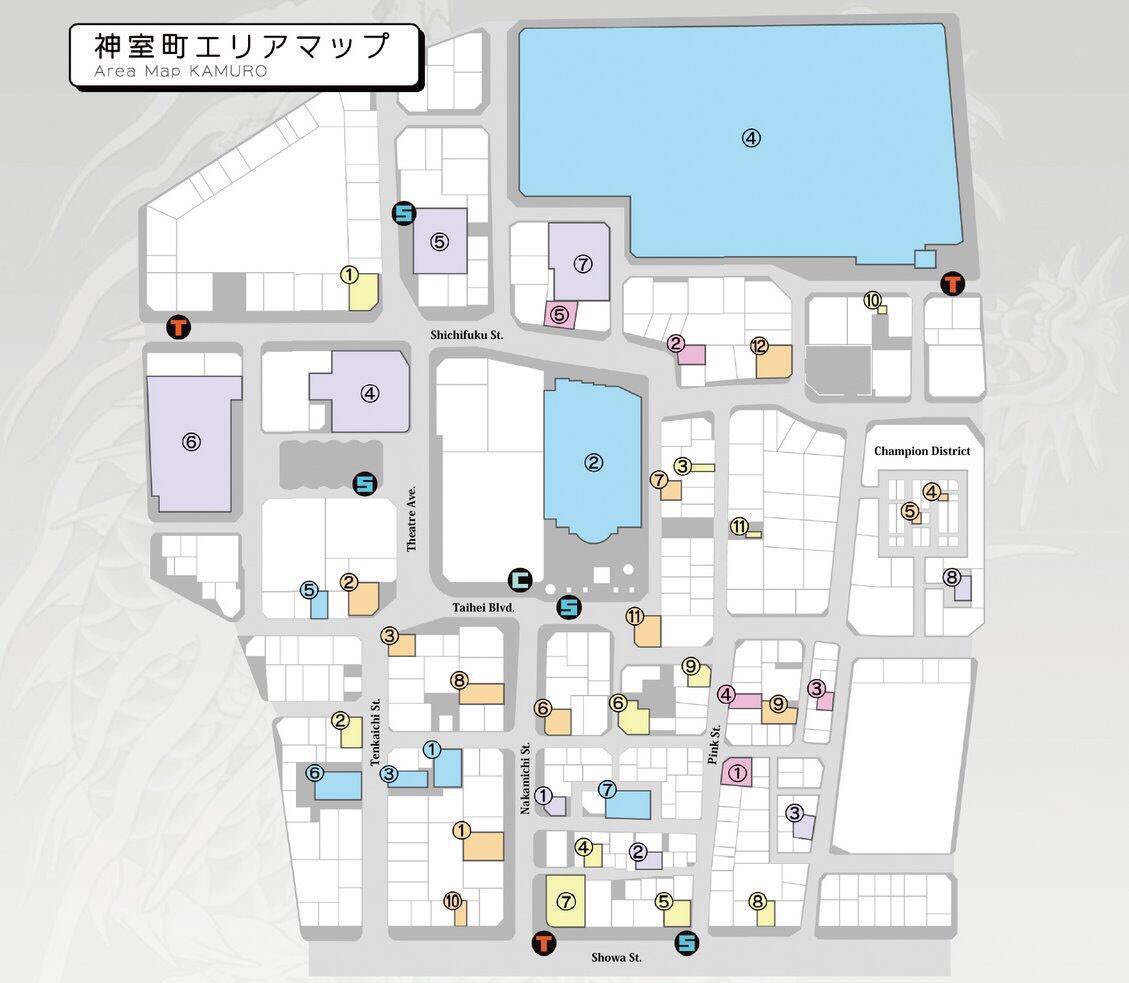 神室町エリアマップ
Area Map KAMURO
④
S
⑤
⑦
①
⑤
T
⑩
T
Shichifuku St.
②
⑫
④
⑥
②
③
⑦
Champion District
④
⑤
S
Theatre Ave.
⑪
⑧
C
⑤
②
Taihei Blvd.
S
⑪
③
⑧
⑨
④
③
⑥
⑥
⑨
②
Tenkaichi St.
Nakamichi St.
Pink St.
①
⑥
③
①
⑦
①
③
①
④
②
⑩
⑦
⑤
⑧
T
S
Showa St.